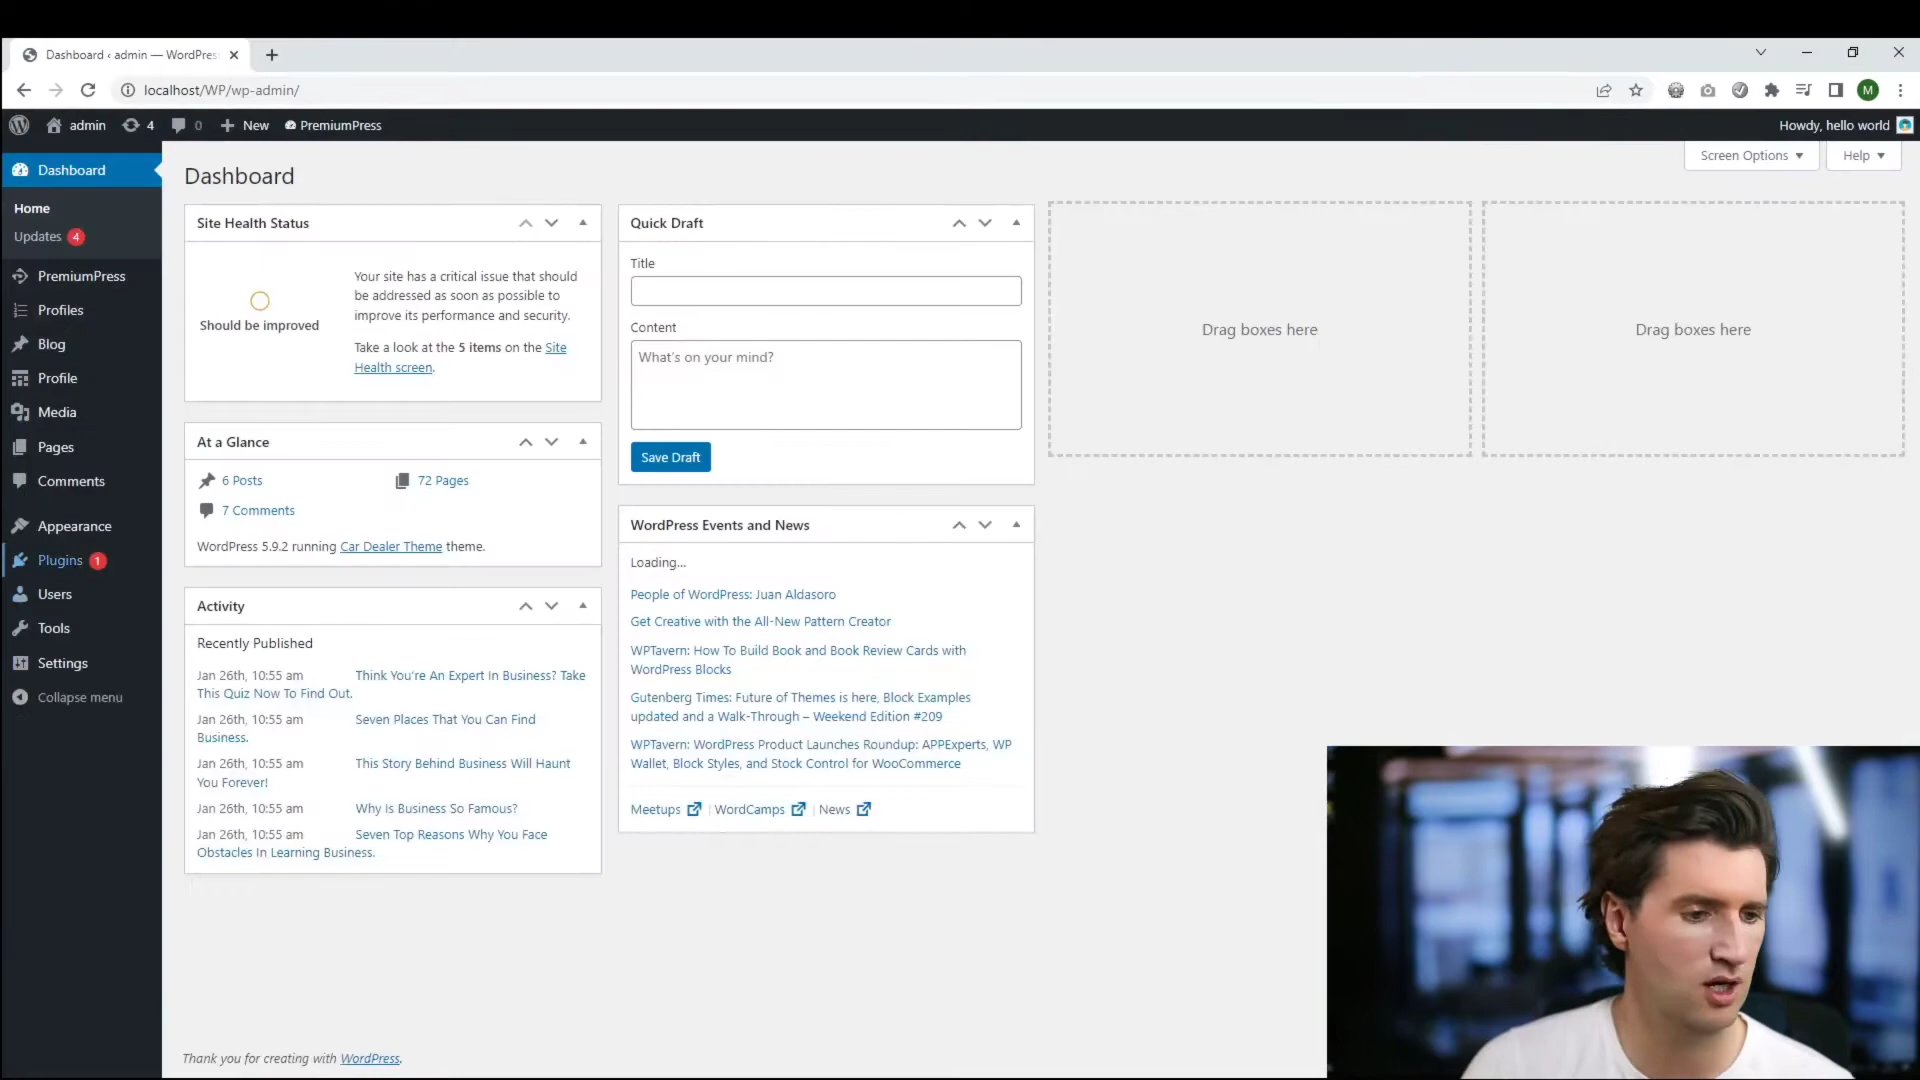 Dashboard ‹ admin — WordPres
localhost/WP/wp-admin/
M
admin
4
0
New
PremiumPress
Howdy, hello world
Dashboard
Home
Updates 4
PremiumPress
Profiles
Blog
Profile
Media
Pages
Comments
Appearance
Plugins 1
Users
Tools
Settings
Collapse menu
Screen Options
Help
Dashboard
Site Health Status
Should be improved
Your site has a critical issue that should
be addressed as soon as possible to
improve its performance and security.
Take a look at the 5 items on the Site
Health screen.
At a Glance
6 Posts
72 Pages
7 Comments
WordPress 5.9.2 running Car Dealer Theme theme.
Activity
Recently Published
Jan 26th, 10:55 am Think You're An Expert In Business? Take
This Quiz Now To Find Out.
Jan 26th, 10:55 am Seven Places That You Can Find
Business.
Jan 26th, 10:55 am This Story Behind Business Will Haunt
You Forever!
Jan 26th, 10:55 am Why Is Business So Famous?
Jan 26th, 10:55 am Seven Top Reasons Why You Face
Obstacles In Learning Business.
Quick Draft
Title
Content
What's on your mind?
Save Draft
WordPress Events and News
Loading...
People of WordPress: Juan Aldasoro
Get Creative with the All-New Pattern Creator
WPTavern: How To Build Book and Book Review Cards with
WordPress Blocks
Gutenberg Times: Future of Themes is here, Block Examples
updated and a Walk-Through – Weekend Edition #209
WPTavern: WordPress Product Launches Roundup: APPExperts, WP
Wallet, Block Styles, and Stock Control for WooCommerce
Meetups | WordCamps | News
Drag boxes here
Drag boxes here
Thank you for creating with WordPress.